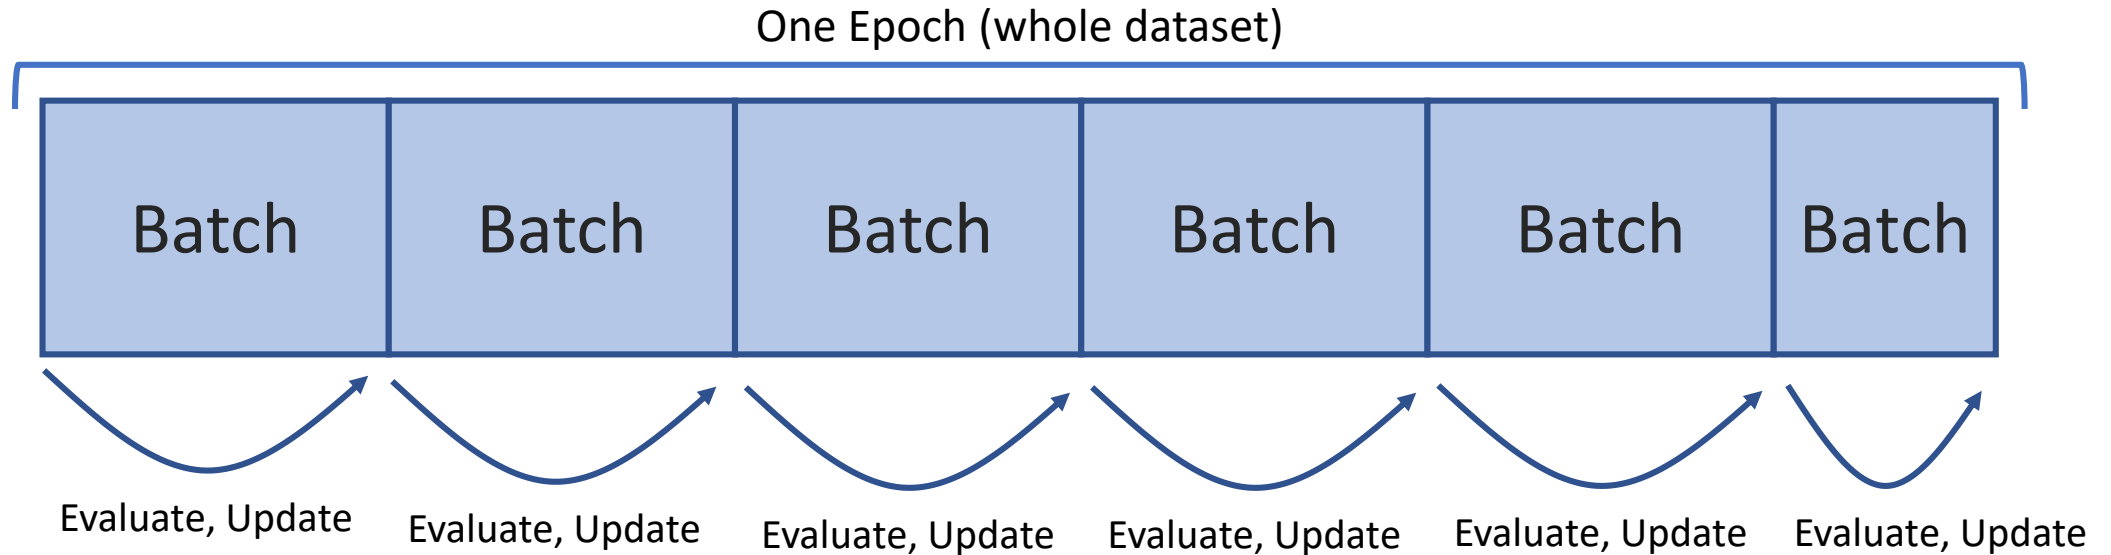 One Epoch (whole dataset)
Batch
Batch
Batch
Batch
Batch
Batch
Evaluate, Update
Evaluate, Update
Evaluate, Update
Evaluate, Update
Evaluate, Update
Evaluate, Update